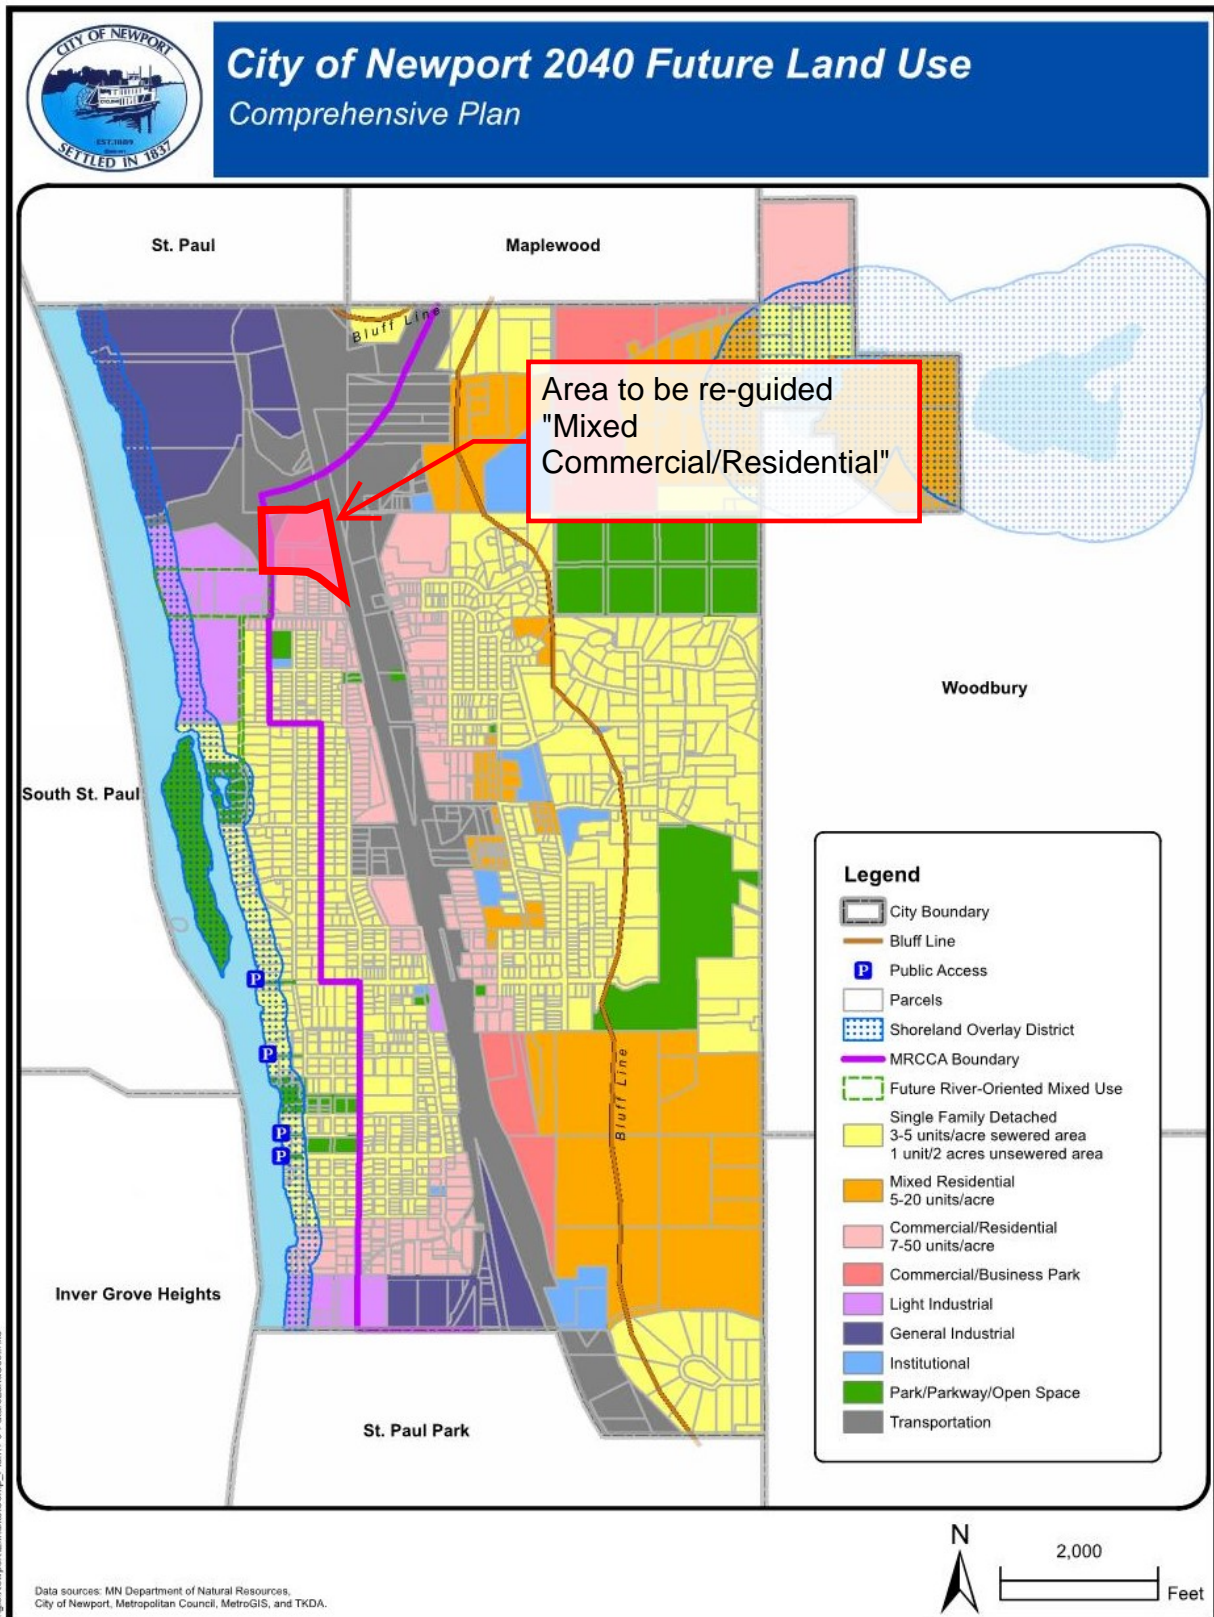 CITY OF NEWPORT
EST.1889
SETTLED IN 1837
City of Newport 2040 Future Land Use
Comprehensive Plan
St. Paul
Maplewood
Bluff Line
Area to be re-guided
"Mixed
Commercial/Residential"
Woodbury
South St. Paul
P
P
P
P
Bluff Line
Inver Grove Heights
St. Paul Park
Legend
City Boundary
Bluff Line
P Public Access
Parcels
Shoreland Overlay District
MRCCA Boundary
Future River-Oriented Mixed Use
Single Family Detached
3-5 units/acre sewered area
1 unit/2 acres unsewered area
Mixed Residential
5-20 units/acre
Commercial/Residential
7-50 units/acre
Commercial/Business Park
Light Industrial
General Industrial
Institutional
Park/Parkway/Open Space
Transportation
N
2,000
Feet
Data sources: MN Department of Natural Resources,
City of Newport, Metropolitan Council, MetroGIS, and TKDA.